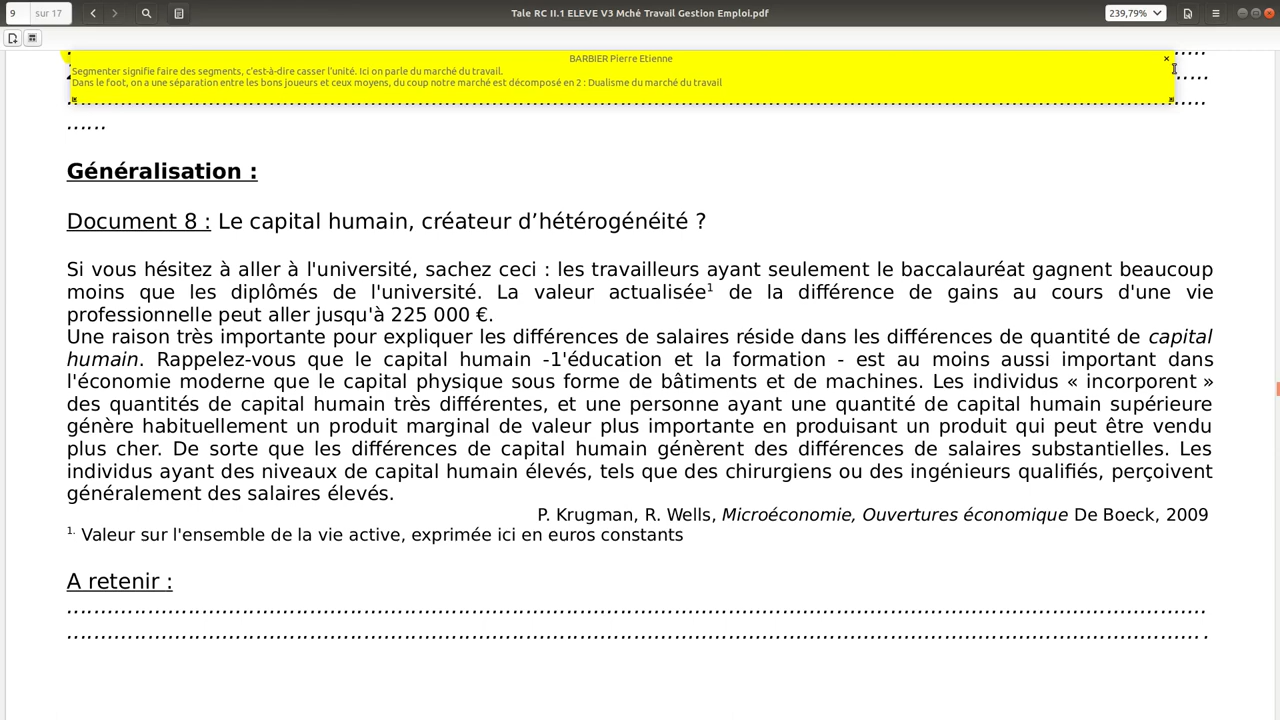 9 sur 17
Tale RC II.1 ELEVE V3 Mché Travail Gestion Emploi.pdf
239,79%
BARBIER Pierre Etienne
Segmenter signifie faire des segments, c'est-à-dire casser l'unité. Ici on parle du marché du travail.
Dans le foot, on a une séparation entre les bons joueurs et ceux moyens, du coup notre marché est décomposé en 2 : Dualisme du marché du travail
Généralisation :
Document 8 : Le capital humain, créateur d’hétérogénéité ?
Si vous hésitez à aller à l'université, sachez ceci : les travailleurs ayant seulement le baccalauréat gagnent beaucoup
moins que les diplômés de l'université. La valeur actualisée¹ de la différence de gains au cours d'une vie
professionnelle peut aller jusqu'à 225 000 €.
Une raison très importante pour expliquer les différences de salaires réside dans les différences de quantité de capital
humain. Rappelez-vous que le capital humain -1'éducation et la formation - est au moins aussi important dans
l'économie moderne que le capital physique sous forme de bâtiments et de machines. Les individus « incorporent »
des quantités de capital humain très différentes, et une personne ayant une quantité de capital humain supérieure
génère habituellement un produit marginal de valeur plus importante en produisant un produit qui peut être vendu
plus cher. De sorte que les différences de capital humain génèrent des différences de salaires substantielles. Les
individus ayant des niveaux de capital humain élevés, tels que des chirurgiens ou des ingénieurs qualifiés, perçoivent
généralement des salaires élevés.
P. Krugman, R. Wells, Microéconomie, Ouvertures économique De Boeck, 2009
¹. Valeur sur l'ensemble de la vie active, exprimée ici en euros constants
A retenir :